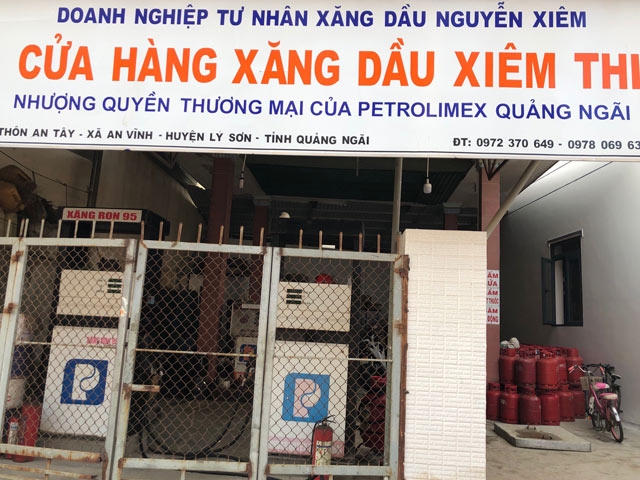 DOANH NGHIỆP TƯ NHÂN XĂNG DẦU NGUYỄN XIÊM
CỬA HÀNG XĂNG DẦU XIÊM
NHƯỢNG QUYỀN THƯƠNG MẠI CỦA PETROLIMEX QUẢNG NGÃI
THÔN AN TÂY - XÃ AN VĨNH - HUYỆN LÝ SƠN - TỈNH QUẢNG NGÃI
ĐT: 0972 370 649 - 0978 069 63
XĂNG RON 95
P
P